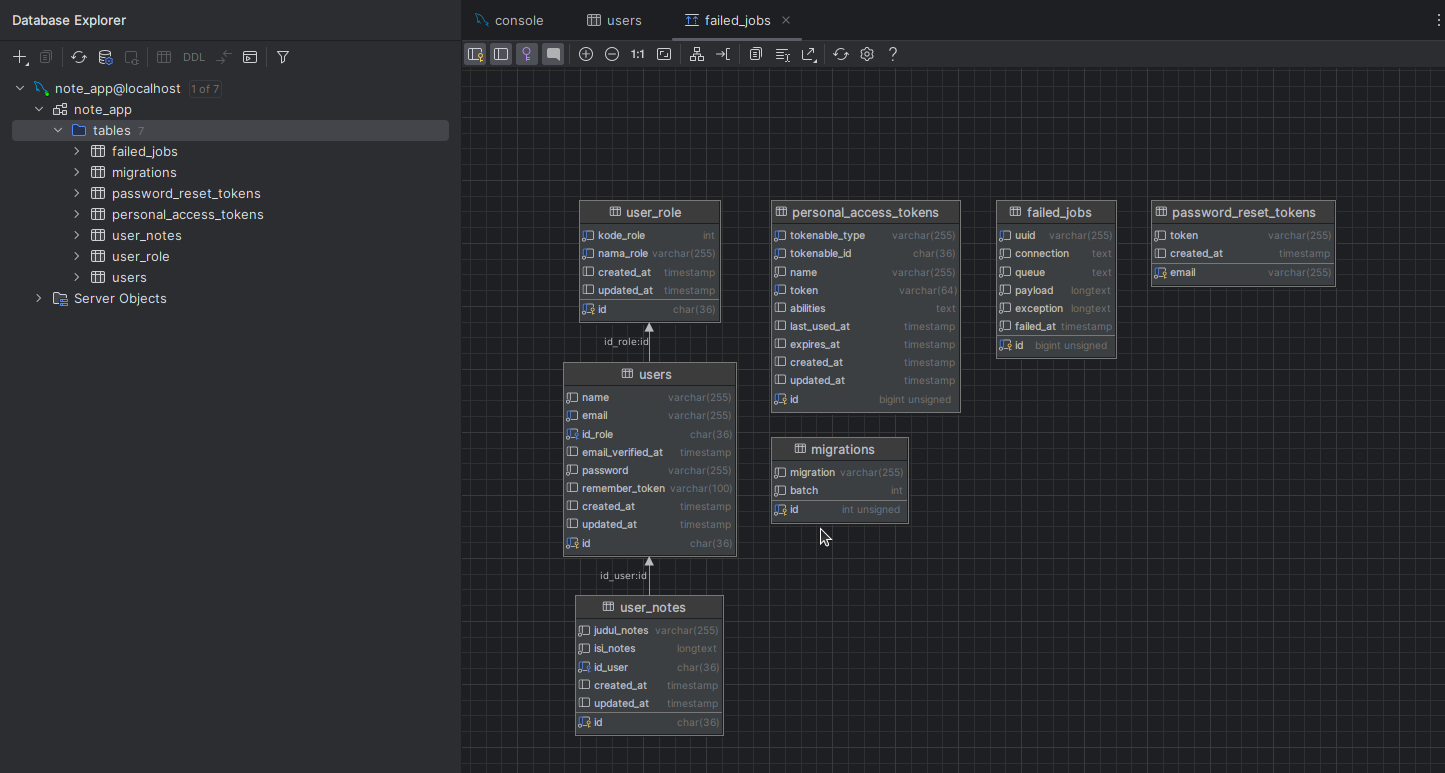 Database Explorer
console
users
failed_jobs
DDL
1:1
note_app@localhost 1 of 7
note_app
tables 7
failed_jobs
migrations
password_reset_tokens
personal_access_tokens
user_notes
user_role
users
Server Objects
user_role
kode_role int
nama_role varchar(255)
created_at timestamp
updated_at timestamp
id char(36)
id_role:id
users
name varchar(255)
email varchar(255)
id_role char(36)
email_verified_at timestamp
password varchar(255)
remember_token varchar(100)
created_at timestamp
updated_at timestamp
id char(36)
id_user:id
user_notes
judul_notes varchar(255)
isi_notes longtext
id_user char(36)
created_at timestamp
updated_at timestamp
id char(36)
personal_access_tokens
tokenable_type varchar(255)
tokenable_id char(36)
name varchar(255)
token varchar(64)
abilities text
last_used_at timestamp
expires_at timestamp
created_at timestamp
updated_at timestamp
id bigint unsigned
migrations
migration varchar(255)
batch int
id int unsigned
failed_jobs
uuid varchar(255)
connection text
queue text
payload longtext
exception longtext
failed_at timestamp
id bigint unsigned
password_reset_tokens
token varchar(255)
created_at timestamp
email varchar(255)